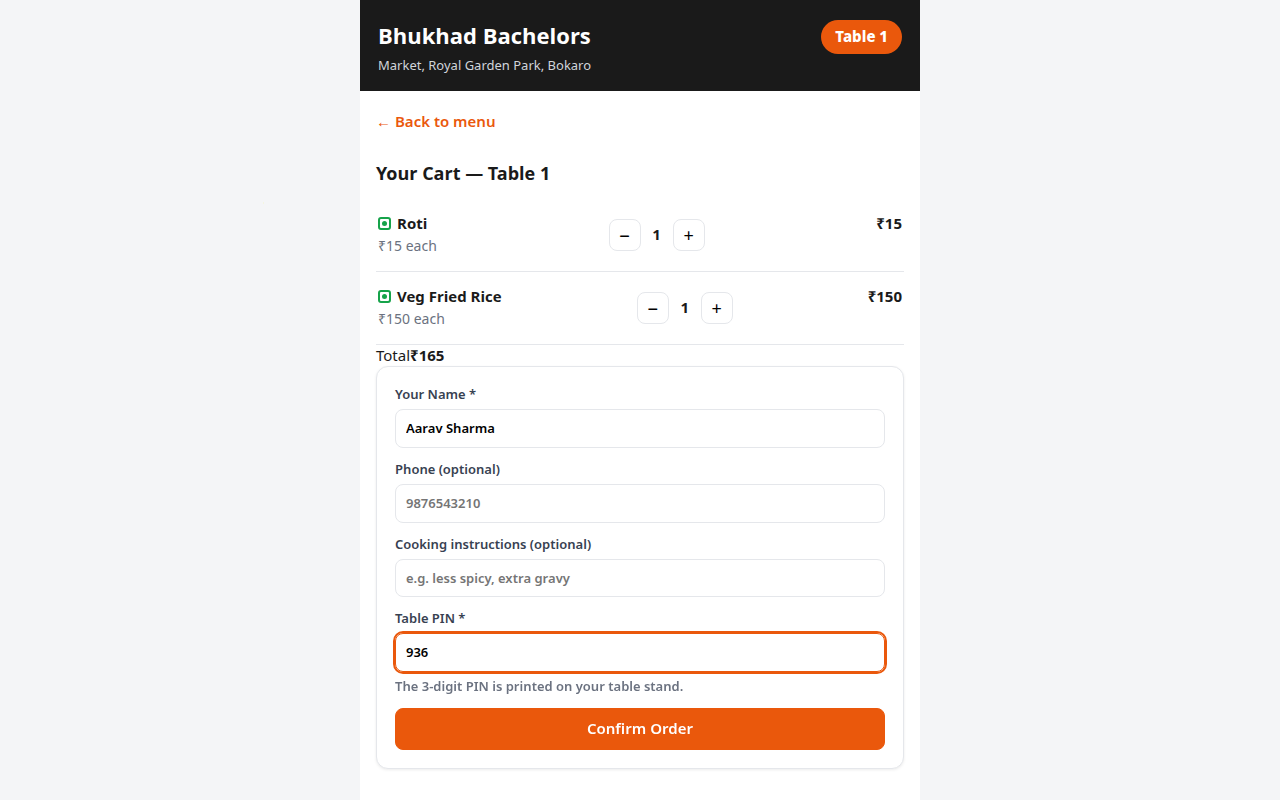 Bhukhad Bachelors
Table 1
Market, Royal Garden Park, Bokaro
← Back to menu
Your Cart — Table 1
Roti
₹15 each
− 1 +
₹15
Veg Fried Rice
₹150 each
− 1 +
₹150
Total₹165
Your Name *
Aarav Sharma
Phone (optional)
9876543210
Cooking instructions (optional)
e.g. less spicy, extra gravy
Table PIN *
936
The 3-digit PIN is printed on your table stand.
Confirm Order